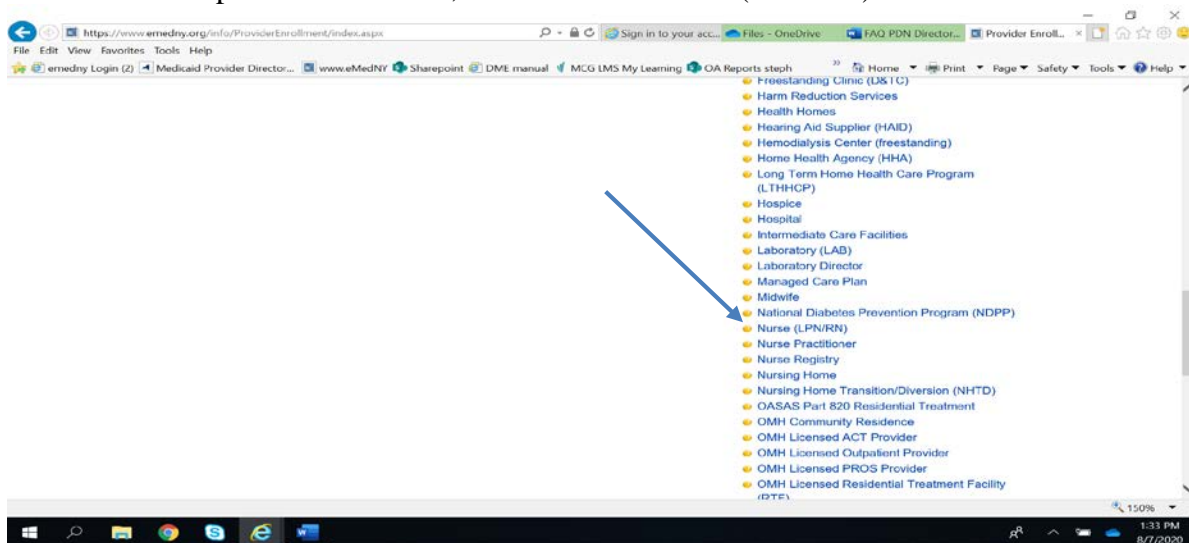 https://www.emedny.org/info/ProviderEnrollment/index.aspx
Sign in to your acc...
Files - OneDrive
FAQ PDN Director...
Provider Enroll...
File Edit View Favorites Tools Help
emedny Login (2)
Medicaid Provider Director...
www.eMedNY
Sharepoint
DME manual
MCG LMS My Learning
OA Reports steph
Home
Print
Page
Safety
Tools
Help
Freestanding Clinic (D&TC)
Harm Reduction Services
Health Homes
Hearing Aid Supplier (HAID)
Hemodialysis Center (freestanding)
Home Health Agency (HHA)
Long Term Home Health Care Program
(LTHHCP)
Hospice
Hospital
Intermediate Care Facilities
Laboratory (LAB)
Laboratory Director
Managed Care Plan
Midwife
National Diabetes Prevention Program (NDPP)
Nurse (LPN/RN)
Nurse Practitioner
Nurse Registry
Nursing Home
Nursing Home Transition/Diversion (NHTD)
OASAS Part 820 Residential Treatment
OMH Community Residence
OMH Licensed ACT Provider
OMH Licensed Outpatient Provider
OMH Licensed PROS Provider
OMH Licensed Residential Treatment Facility
(RTF)
150%
1:33 PM
8/7/2020